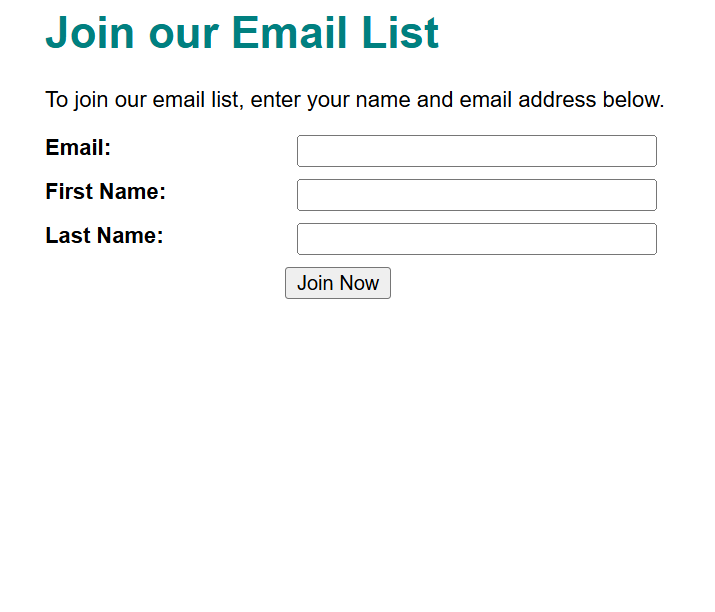 Join our Email List
To join our email list, enter your name and email address below.
Email:
First Name:
Last Name:
Join Now